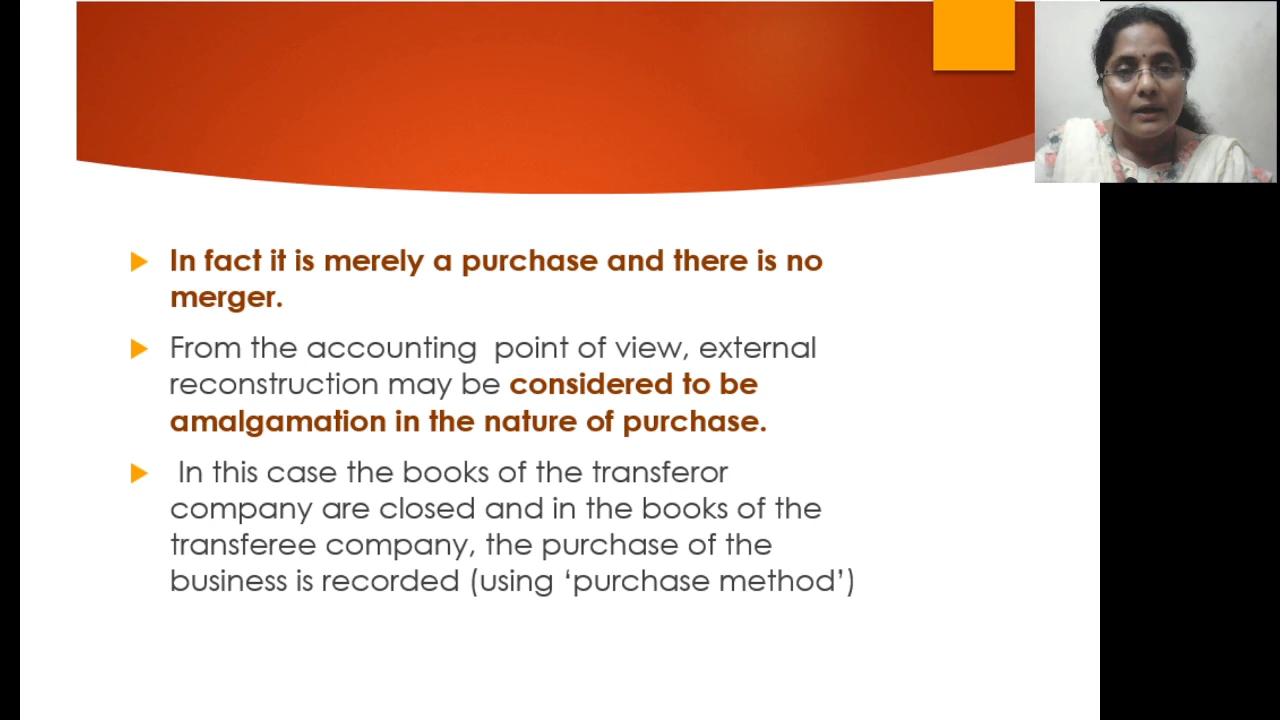 In fact it is merely a purchase and there is no
merger.
From the accounting  point of view, external
reconstruction may be considered to be
amalgamation in the nature of purchase.
In this case the books of the transferor
company are closed and in the books of the
transferee company, the purchase of the
business is recorded (using ‘purchase method’)